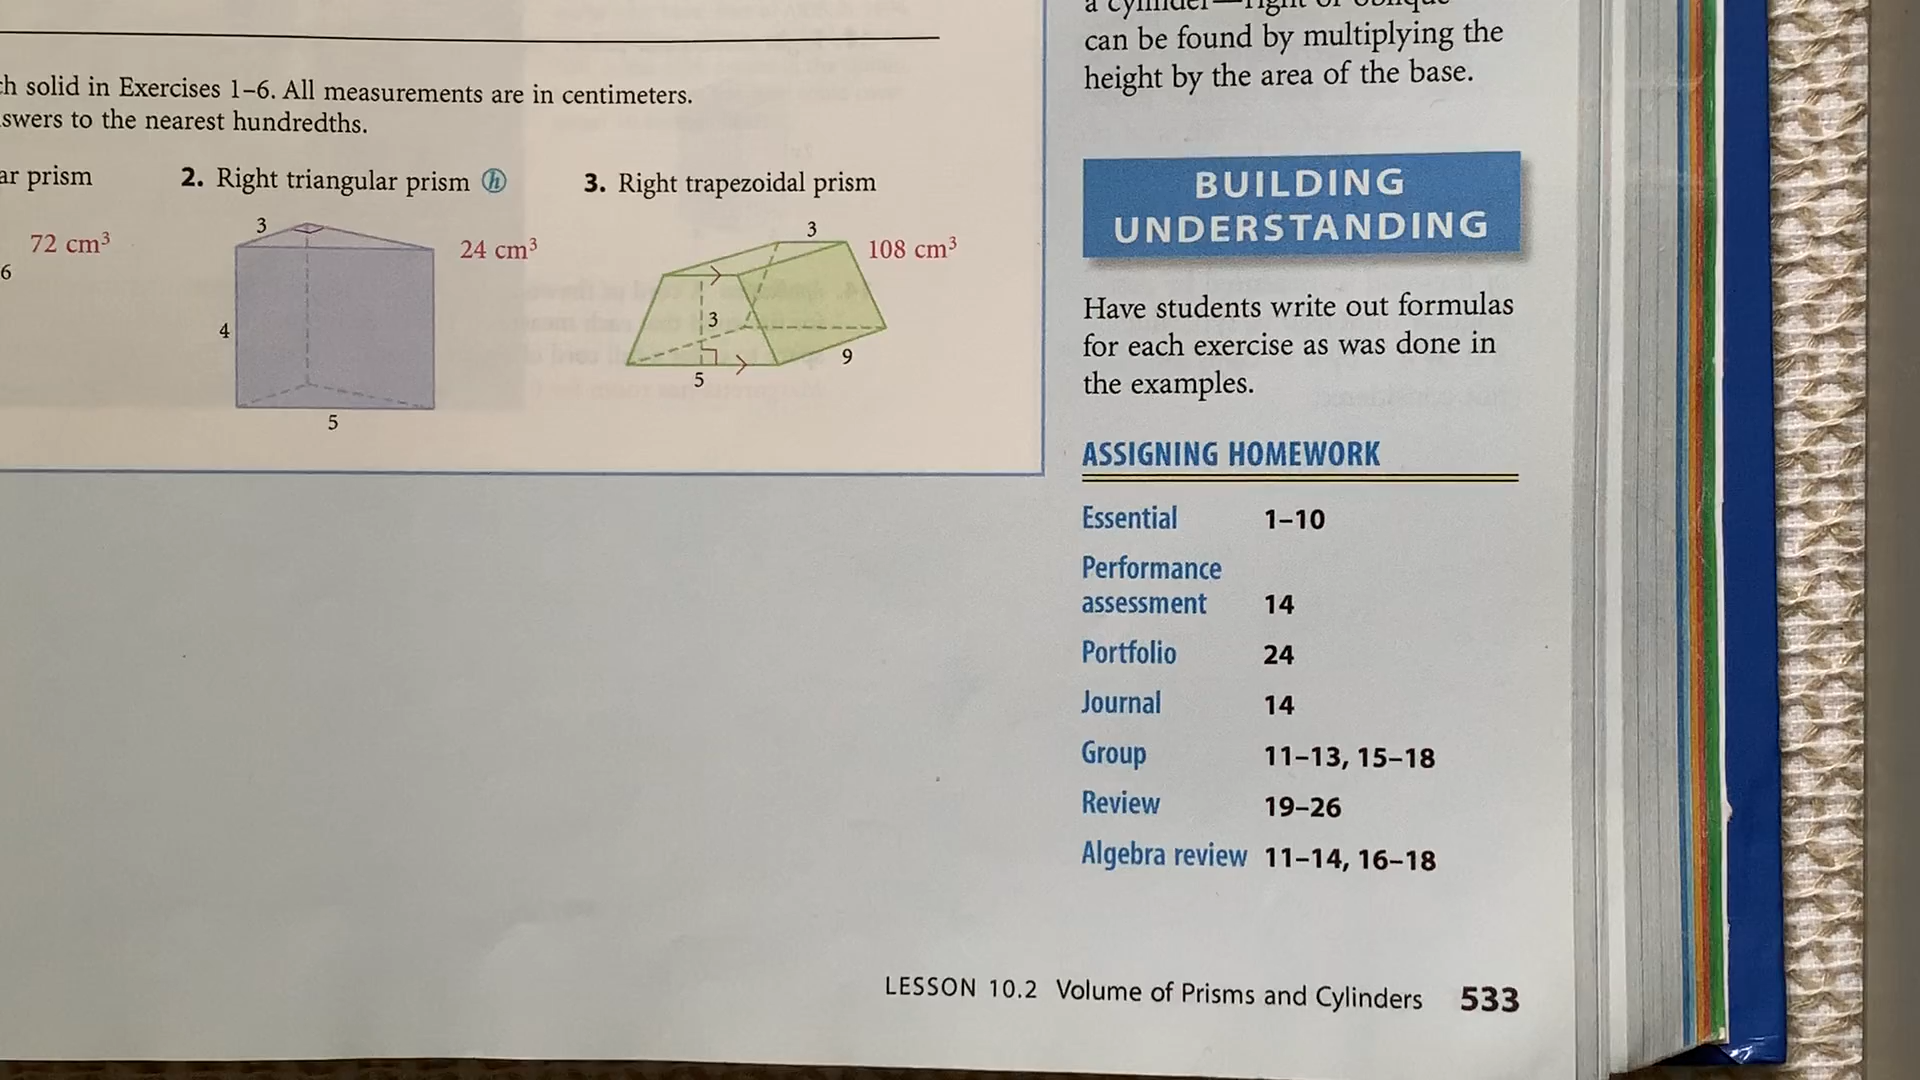 can be found by multiplying the
height by the area of the base.
solid in Exercises 1–6. All measurements are in centimeters.
to the nearest hundredths.
prism
72 cm³
6
2. Right triangular prism h
3
24 cm³
4
5
3. Right trapezoidal prism
3
108 cm³
3
9
5
BUILDING
UNDERSTANDING
Have students write out formulas
for each exercise as was done in
the examples.
ASSIGNING HOMEWORK
Essential 1–10
Performance
assessment 14
Portfolio 24
Journal 14
Group 11–13, 15–18
Review 19–26
Algebra review 11–14, 16–18
LESSON 10.2 Volume of Prisms and Cylinders 533